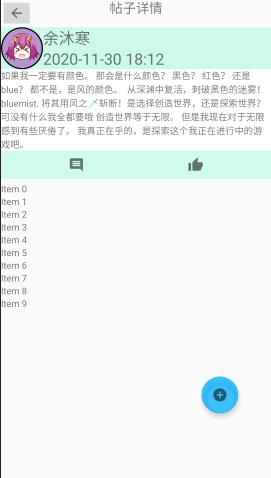 帖子详情
余沐寒
2020-11-30 18:12
如果我一定要有颜色。 那会是什么颜色? 黑色? 红色? 还是
blue? 都不是，是风的颜色。 从深渊中复活，刺破黑色的迷雾!
bluemist. 将其用风之🗡斩断! 是选择创造世界，还是探索世界?
可没有什么我全都要哦 创造世界等于无限。 但是我现在对于无限
感到有些厌倦了。 我真正在乎的，是探索这个我正在进行中的游
戏吧。
Item 0
Item 1
Item 2
Item 3
Item 4
Item 5
Item 6
Item 7
Item 8
Item 9